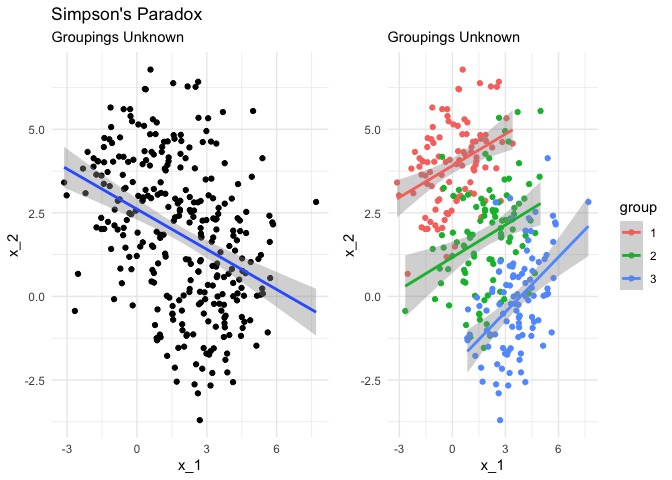 Simpson's Paradox
Groupings Unknown
Groupings Unknown
x_2
5.0
2.5
0.0
-2.5
-3
0
3
6
x_1
x_2
5.0
2.5
0.0
-2.5
-3
0
3
6
x_1
group
1
2
3